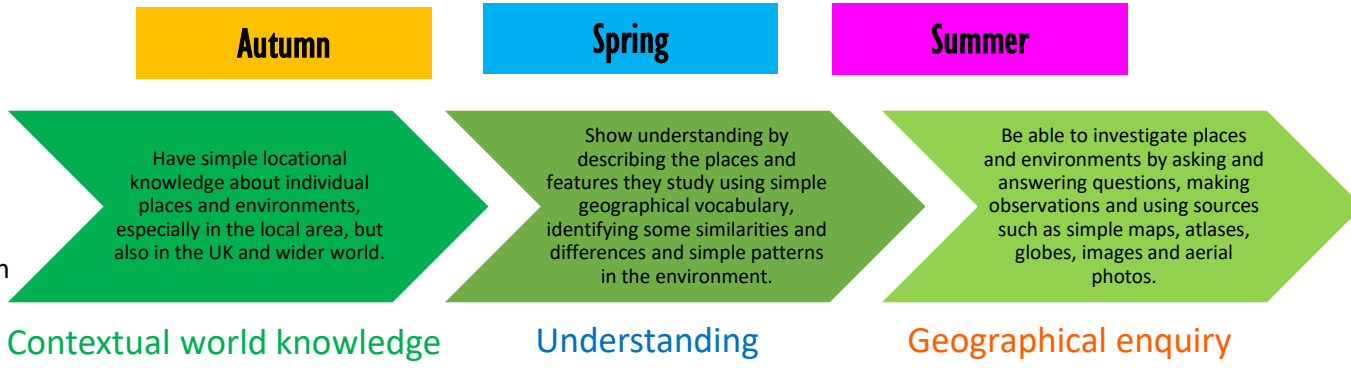 Autumn
Spring
Summer
Have simple locational
knowledge about individual
places and environments,
especially in the local area, but
also in the UK and wider world.
Show understanding by
describing the places and
features they study using simple
geographical vocabulary,
identifying some similarities and
differences and simple patterns
in the environment.
Be able to investigate places
and environments by asking and
answering questions, making
observations and using sources
such as simple maps, atlases,
globes, images and aerial
photos.
Contextual world knowledge
Understanding
Geographical enquiry